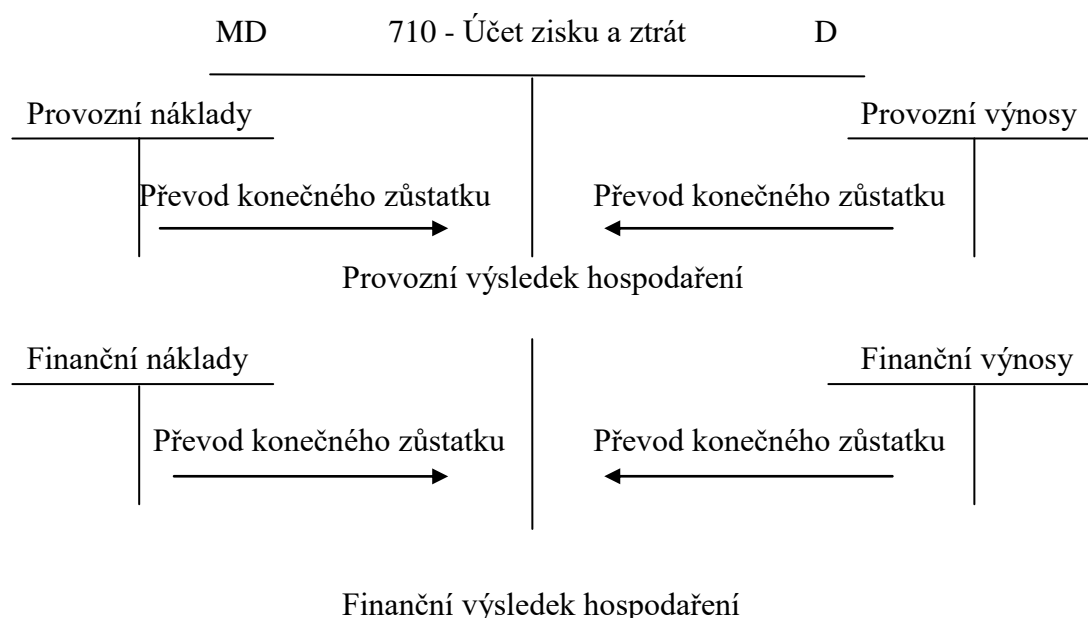 MD 710 - Účet zisku a ztrát D
Provozní náklady Provozní výnosy
Převod konečného zůstatku Převod konečného zůstatku
Provozní výsledek hospodaření
Finanční náklady Finanční výnosy
Převod konečného zůstatku Převod konečného zůstatku
Finanční výsledek hospodaření